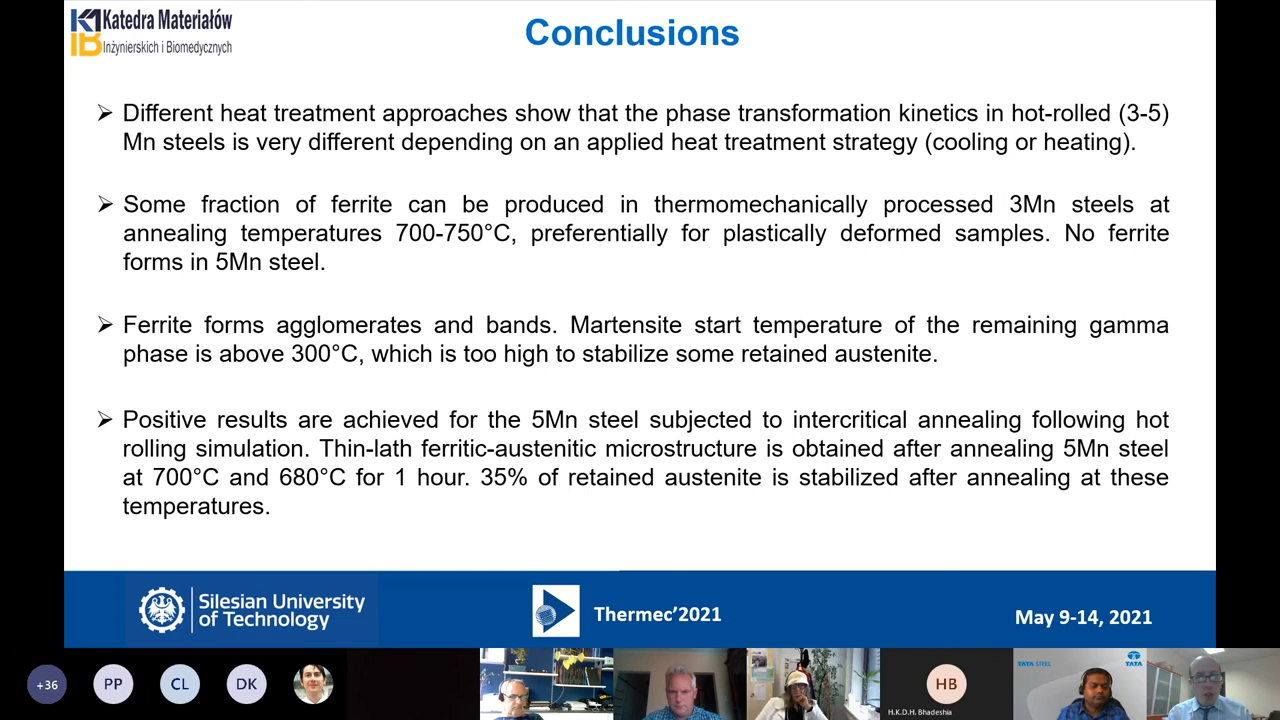 Katedra Materiałów
Inżynierskich i Biomedycznych
Conclusions
Different heat treatment approaches show that the phase transformation kinetics in hot-rolled (3-5)
Mn steels is very different depending on an applied heat treatment strategy (cooling or heating).
Some fraction of ferrite can be produced in thermomechanically processed 3Mn steels at
annealing temperatures 700-750°C, preferentially for plastically deformed samples. No ferrite
forms in 5Mn steel.
Ferrite forms agglomerates and bands. Martensite start temperature of the remaining gamma
phase is above 300°C, which is too high to stabilize some retained austenite.
Positive results are achieved for the 5Mn steel subjected to intercritical annealing following hot
rolling simulation. Thin-lath ferritic-austenitic microstructure is obtained after annealing 5Mn steel
at 700°C and 680°C for 1 hour. 35% of retained austenite is stabilized after annealing at these
temperatures.
Silesian University
of Technology
Thermec'2021
May 9-14, 2021
+36
PP
CL
DK
HB
H.K.D.H. Bhadeshia
TATA STEEL
TATA